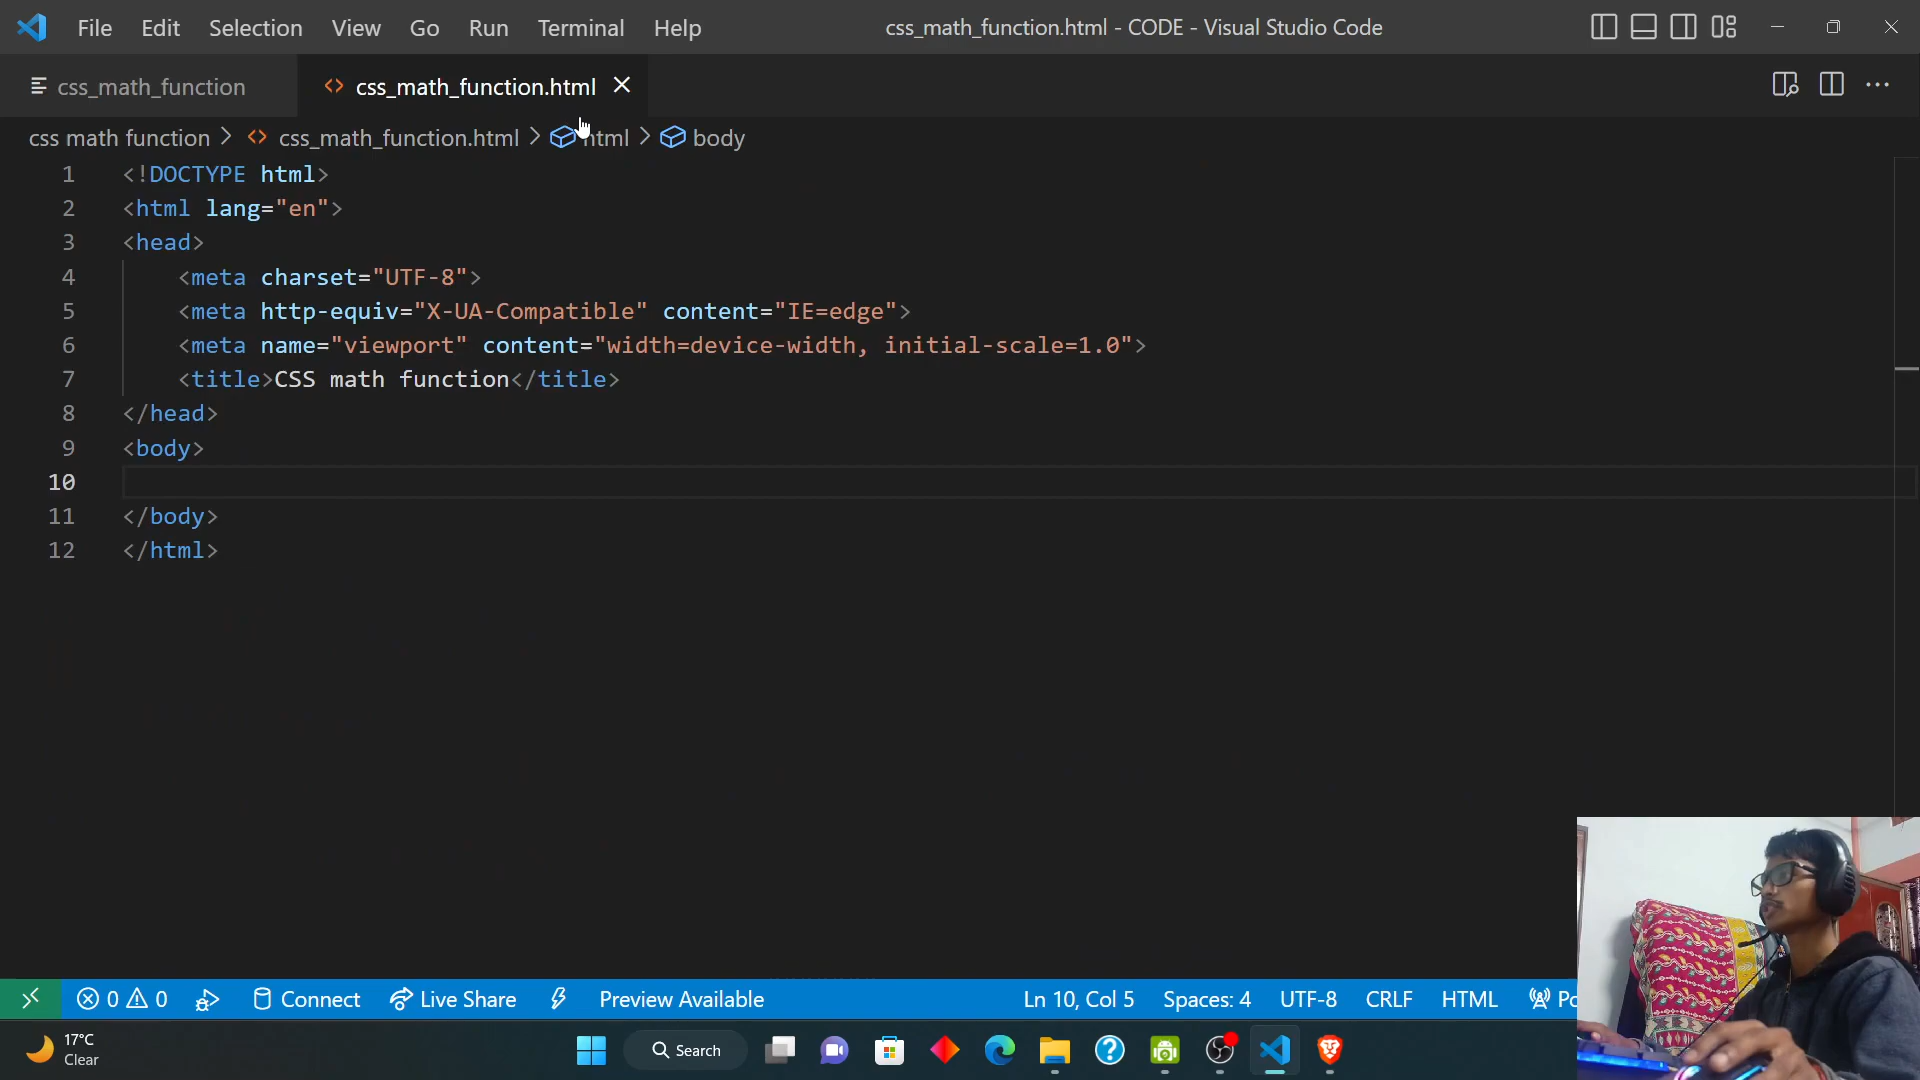 File Edit Selection View Go Run Terminal Help css_math_function.html - CODE - Visual Studio Code
css_math_function css_math_function.html
css math function > css_math_function.html > html > body
1 <!DOCTYPE html>
2 <html lang="en">
3 <head>
4 <meta charset="UTF-8">
5 <meta http-equiv="X-UA-Compatible" content="IE=edge">
6 <meta name="viewport" content="width=device-width, initial-scale=1.0">
7 <title>CSS math function</title>
8 </head>
9 <body>
10
11 </body>
12 </html>
0 0 Connect Live Share Preview Available Ln 10, Col 5 Spaces: 4 UTF-8 CRLF HTML
17°C
Clear
Search